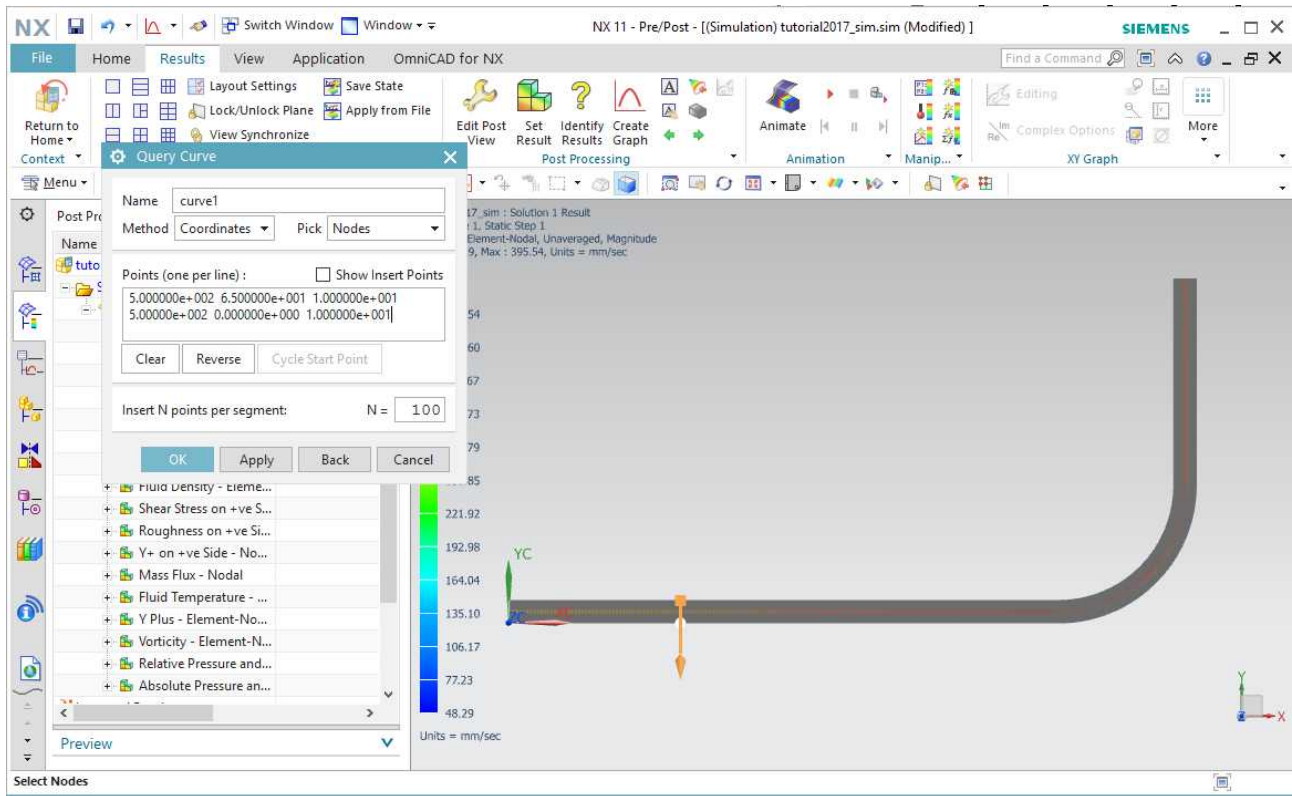 NX Switch Window Window NX 11 - Pre/Post - [(Simulation) tutorial2017_sim.sim (Modified) ] SIEMENS
File Home Results View Application OmniCAD for NX Find a Command
Layout Settings Save State
Lock/Unlock Plane Apply from File
View Synchronize
Return to Home
Edit Post View Set Result Identify Results Create Graph
Animate
Editing
Complex Options
More
Context Post Processing Animation Manip... XY Graph
Menu
Query Curve
Name curve1
Method Coordinates Pick Nodes
Points (one per line) : Show Insert Points
5.000000e+002 6.500000e+001 1.000000e+001
5.00000e+002 0.000000e+000 1.000000e+001
Clear Reverse Cycle Start Point
Insert N points per segment: N = 100
OK Apply Back Cancel
Post Pro
Name
tuto
17_sim : Solution 1 Result
1, Static Step 1
Element-Nodal, Unaveraged, Magnitude
9, Max : 395.54, Units = mm/sec
54
60
67
73
79
85
221.92
192.98
164.04
135.10
106.17
77.23
48.29
Units = mm/sec
Fluid Density - Eleme...
Shear Stress on +ve S...
Roughness on +ve Si...
Y+ on +ve Side - No...
Mass Flux - Nodal
Fluid Temperature - ...
Y Plus - Element-No...
Vorticity - Element-N...
Relative Pressure and...
Absolute Pressure an...
Preview
YC
ZC
Y
X
Select Nodes